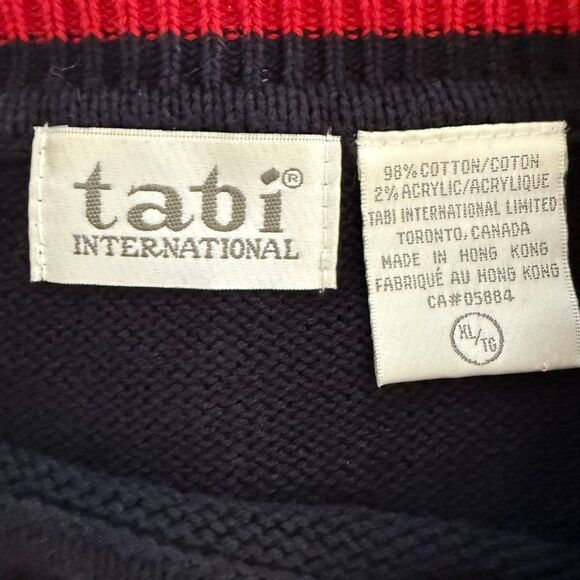 tabi®
INTERNATIONAL
98% COTTON/COTON
2% ACRYLIC/ACRYLIQUE
TABI INTERNATIONAL LIMITED
TORONTO, CANADA
MADE IN HONG KONG
FABRIQUÉ AU HONG KONG
CA#05884
XL/TG